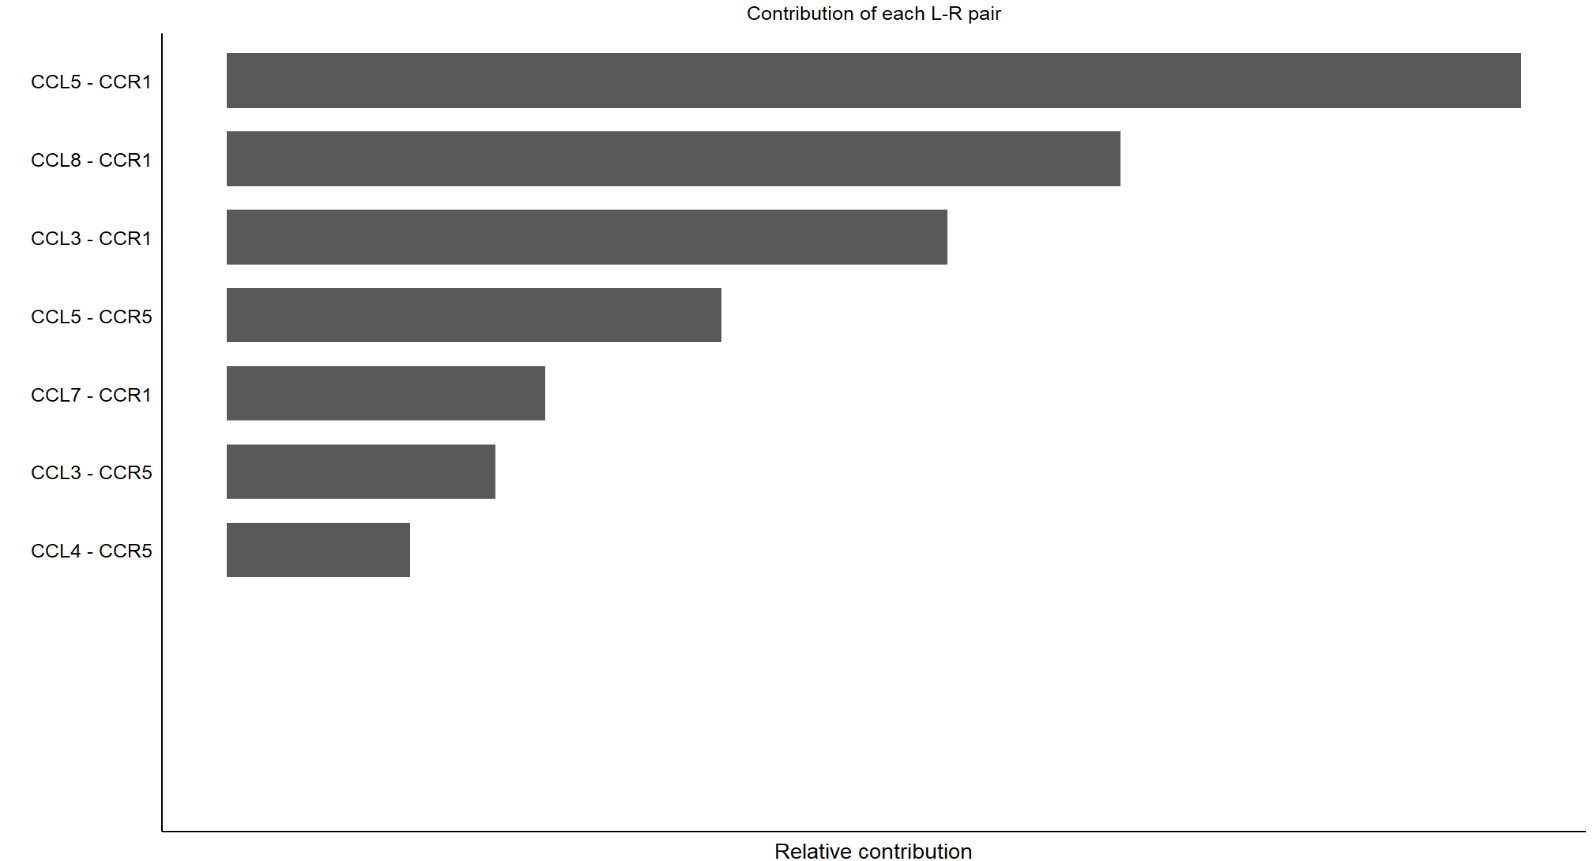 Contribution of each L-R pair
CCL5 - CCR1
CCL8 - CCR1
CCL3 - CCR1
CCL5 - CCR5
CCL7 - CCR1
CCL3 - CCR5
CCL4 - CCR5
Relative contribution